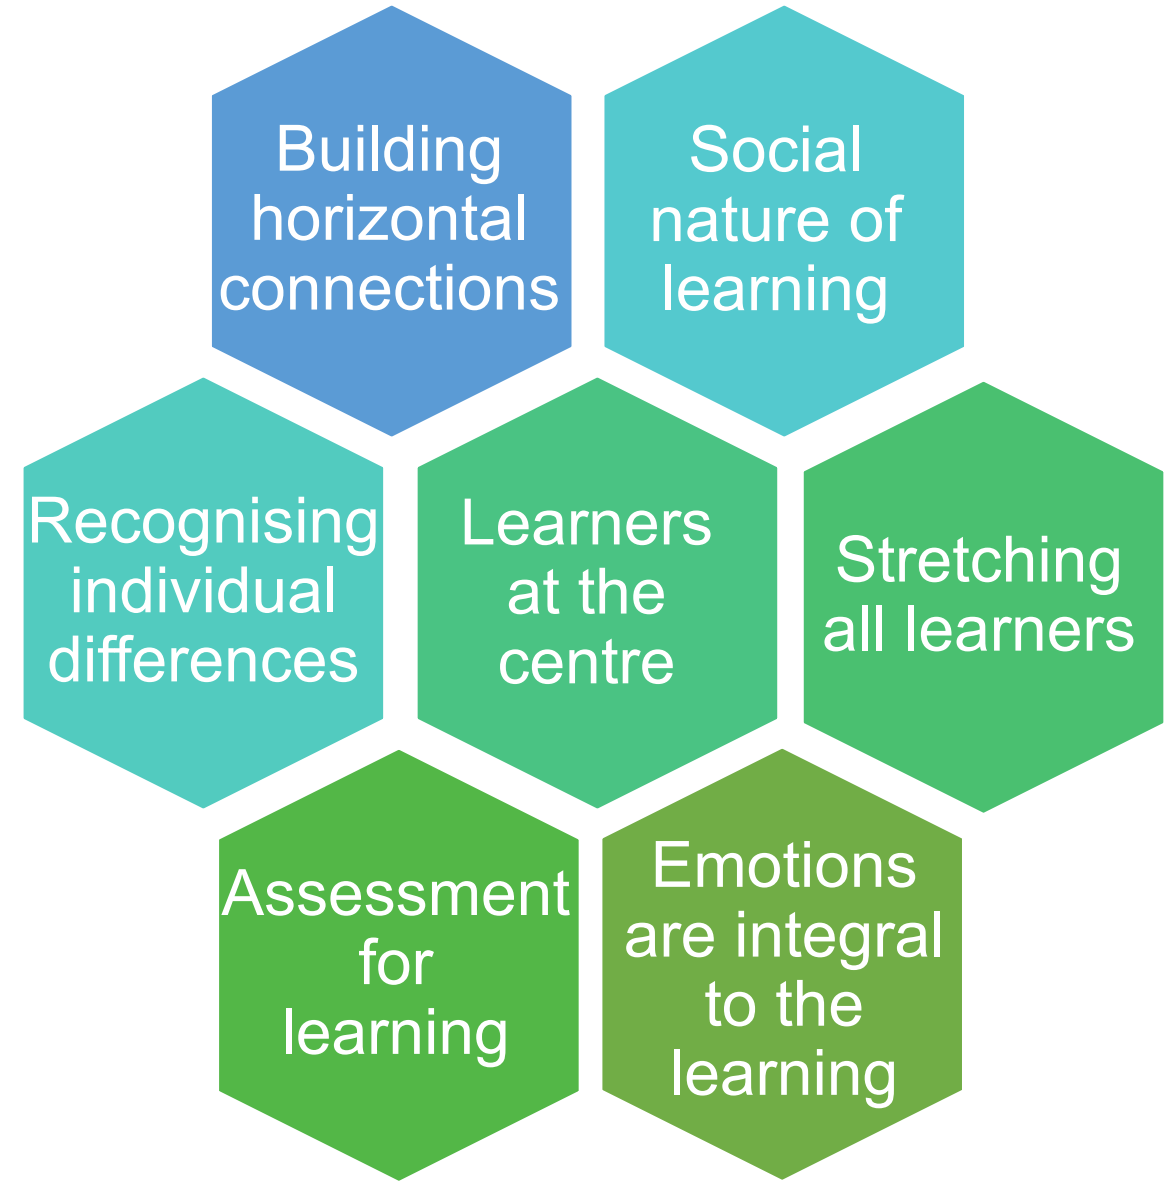 Building
horizontal
connections
Social
nature of
learning
Recognising
individual
differences
Learners
at the
centre
Stretching
all learners
Assessment
for
learning
Emotions
are integral
to the
learning